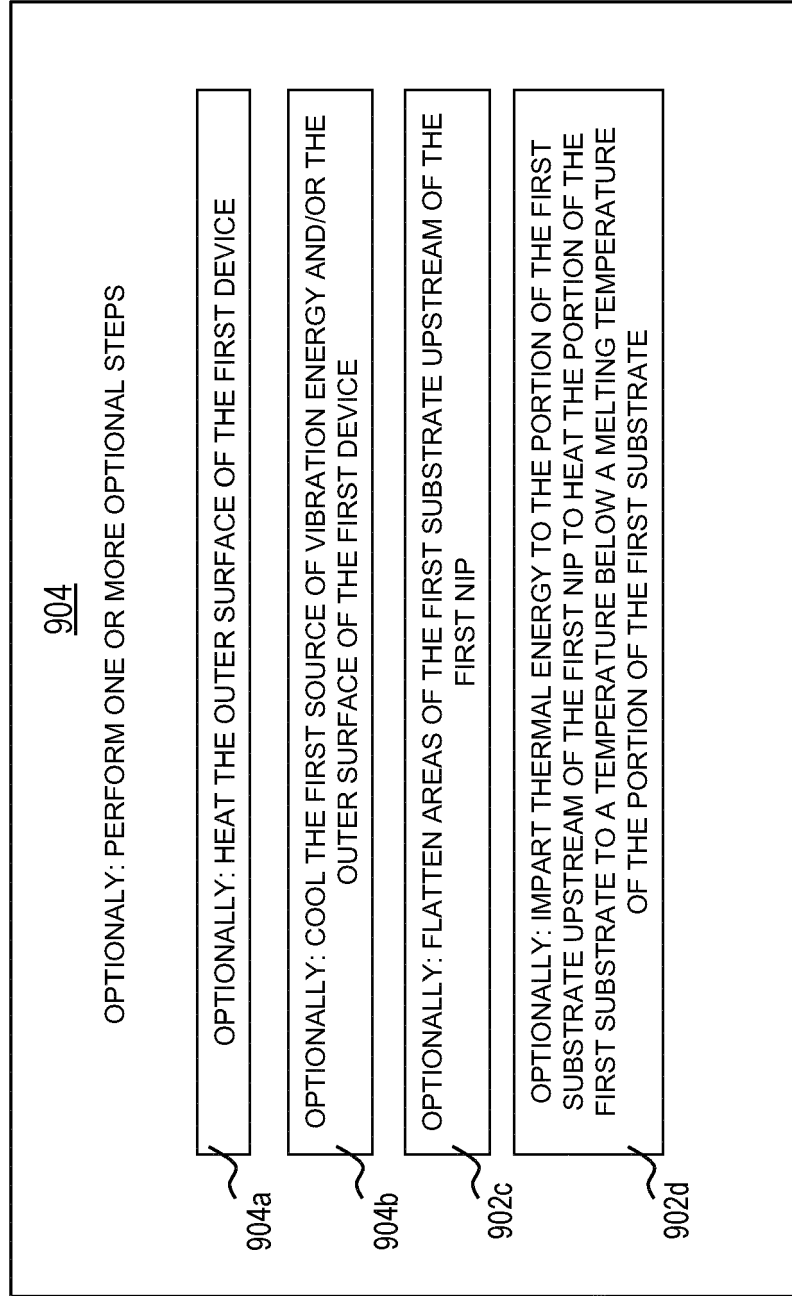 904
OPTIONALY: PERFORM ONE OR MORE OPTIONAL STEPS
904a
OPTIONALLY: HEAT THE OUTER SURFACE OF THE FIRST DEVICE
904b
OPTIONALLY: COOL THE FIRST SOURCE OF VIBRATION ENERGY AND/OR THE
OUTER SURFACE OF THE FIRST DEVICE
902c
OPTIONALLY: FLATTEN AREAS OF THE FIRST SUBSTRATE UPSTREAM OF THE
FIRST NIP
902d
OPTIONALLY: IMPART THERMAL ENERGY TO THE PORTION OF THE FIRST
SUBSTRATE UPSTREAM OF THE FIRST NIP TO HEAT THE PORTION OF THE
FIRST SUBSTRATE TO A TEMPERATURE BELOW A MELTING TEMPERATURE
OF THE PORTION OF THE FIRST SUBSTRATE